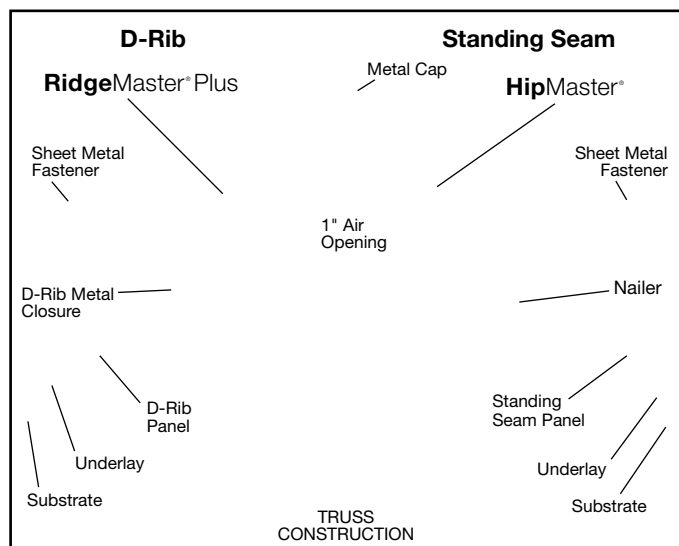 D-Rib
Standing Seam
RidgeMaster® Plus
Metal Cap
HipMaster®
Sheet Metal
Fastener
Sheet Metal
Fastener
1" Air
Opening
D-Rib Metal
Closure
Nailer
D-Rib
Panel
Standing
Seam Panel
Underlay
Underlay
Substrate
Substrate
TRUSS
CONSTRUCTION